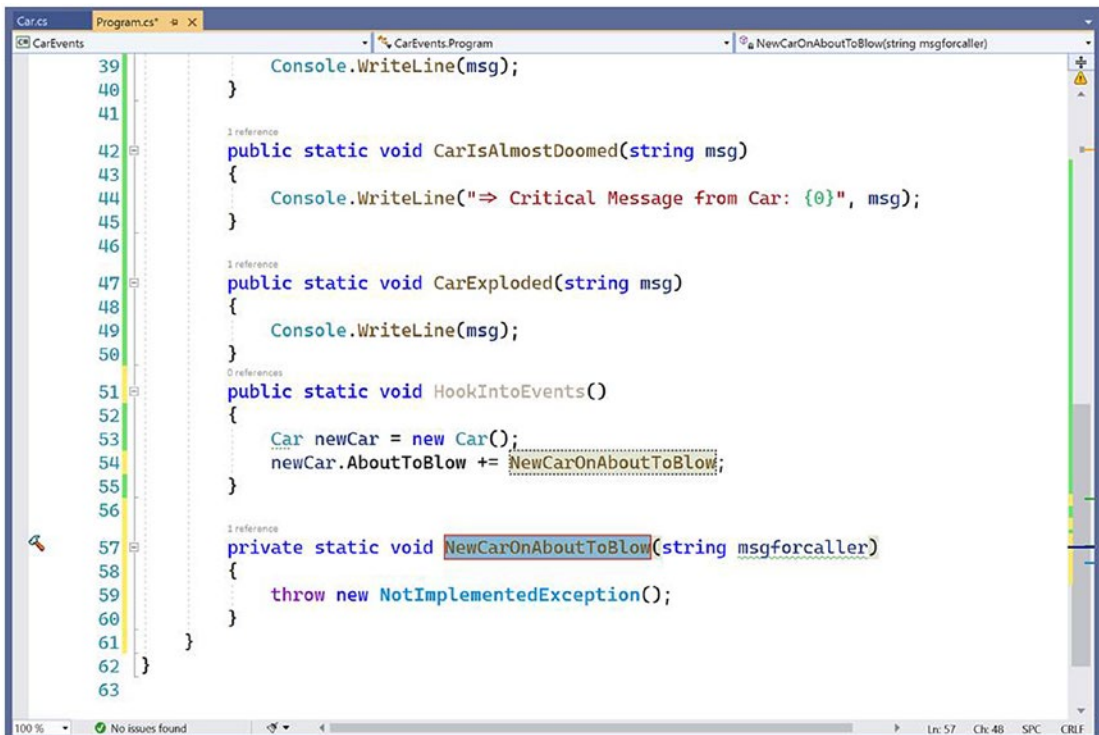 Car.cs Program.cs*
CarEvents CarEvents.Program NewCarOnAboutToBlow(string msgforcaller)
39 Console.WriteLine(msg);
40 }
41
1 reference
42 public static void CarIsAlmostDoomed(string msg)
43 {
44 Console.WriteLine("=> Critical Message from Car: {0}", msg);
45 }
46
1 reference
47 public static void CarExploded(string msg)
48 {
49 Console.WriteLine(msg);
50 }
0 references
51 public static void HookIntoEvents()
52 {
53 Car newCar = new Car();
54 newCar.AboutToBlow += NewCarOnAboutToBlow;
55 }
56
1 reference
57 private static void NewCarOnAboutToBlow(string msgforcaller)
58 {
59 throw new NotImplementedException();
60 }
61 }
62 }
63
100 % No issues found Ln: 57 Ch: 48 SPC CRLF